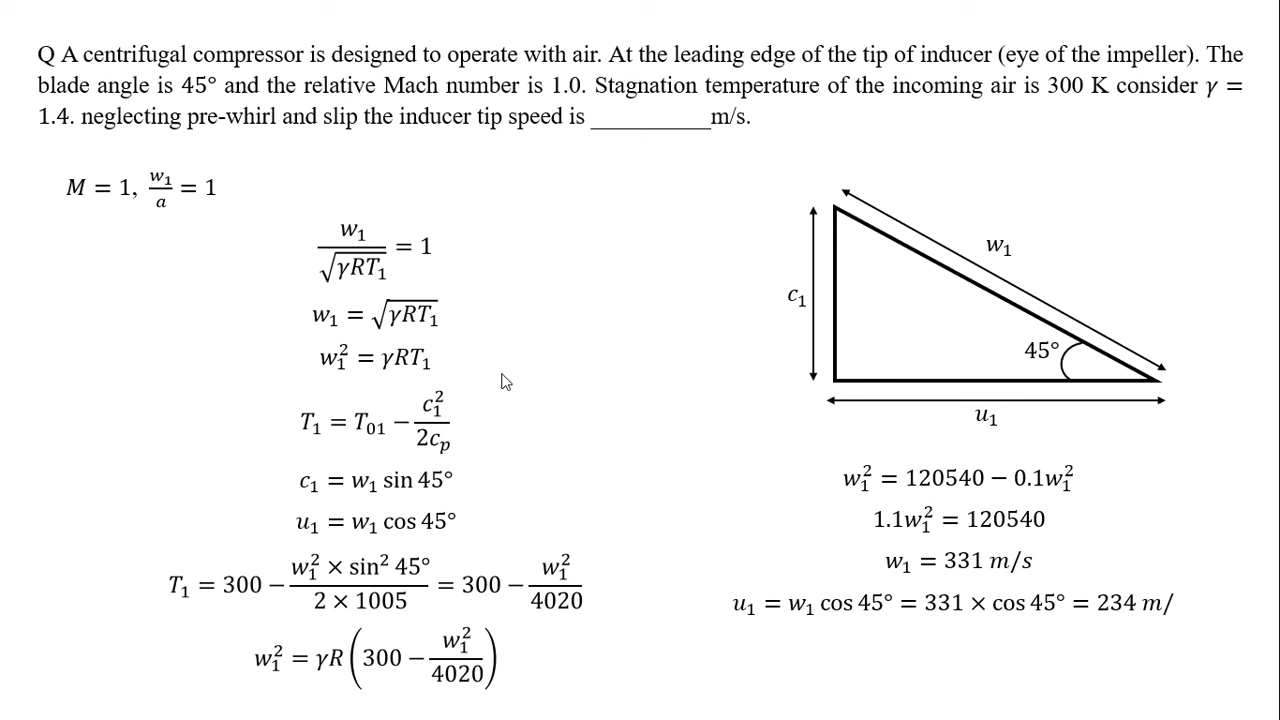 Q A centrifugal compressor is designed to operate with air. At the leading edge of the tip of inducer (eye of the impeller). The
blade angle is 45° and the relative Mach number is 1.0. Stagnation temperature of the incoming air is 300 K consider γ =
1.4. neglecting pre-whirl and slip the inducer tip speed is __________m/s.
M = 1, w₁/a = 1
w₁/√(γRT₁) = 1
w₁ = √(γRT₁)
w₁² = γRT₁
T₁ = T₀₁ − c₁²/2cₚ
c₁ = w₁ sin 45°
u₁ = w₁ cos 45°
T₁ = 300 − (w₁² × sin² 45°)/(2 × 1005) = 300 − w₁²/4020
w₁² = γR(300 − w₁²/4020)
w₁
c₁
45°
u₁
w₁² = 120540 − 0.1w₁²
1.1w₁² = 120540
w₁ = 331 m/s
u₁ = w₁ cos 45° = 331 × cos 45° = 234 m/